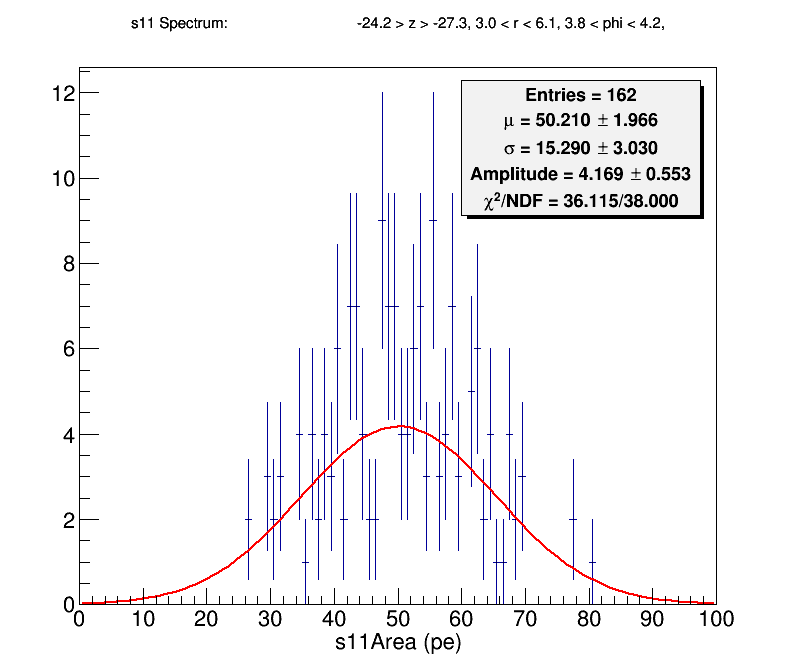 s11 Spectrum: -24.2 > z > -27.3, 3.0 < r < 6.1, 3.8 < phi < 4.2,
Entries = 162
μ = 50.210 ± 1.966
σ = 15.290 ± 3.030
Amplitude = 4.169 ± 0.553
χ²/NDF = 36.115/38.000
12
10
8
6
4
2
0
0 10 20 30 40 50 60 70 80 90 100
s11Area (pe)